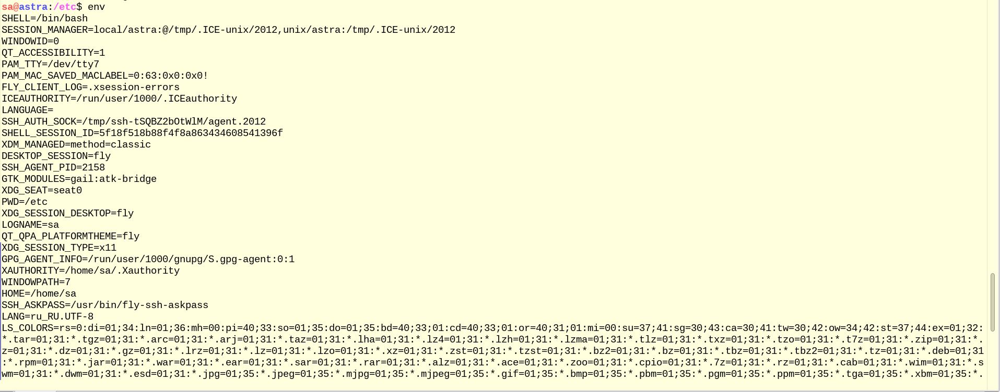 sa@astra:/etc$ env
SHELL=/bin/bash
SESSION_MANAGER=local/astra:@/tmp/.ICE-unix/2012,unix/astra:/tmp/.ICE-unix/2012
WINDOWID=0
QT_ACCESSIBILITY=1
PAM_TTY=/dev/tty7
PAM_MAC_SAVED_MACLABEL=0:63:0x0:0x0!
FLY_CLIENT_LOG=.xsession-errors
ICEAUTHORITY=/run/user/1000/.ICEauthority
LANGUAGE=
SSH_AUTH_SOCK=/tmp/ssh-tSQBZ2bOtWlM/agent.2012
SHELL_SESSION_ID=5f18f518b88f4f8a863434608541396f
XDM_MANAGED=method=classic
DESKTOP_SESSION=fly
SSH_AGENT_PID=2158
GTK_MODULES=gail:atk-bridge
XDG_SEAT=seat0
PWD=/etc
XDG_SESSION_DESKTOP=fly
LOGNAME=sa
QT_QPA_PLATFORMTHEME=fly
XDG_SESSION_TYPE=x11
GPG_AGENT_INFO=/run/user/1000/gnupg/S.gpg-agent:0:1
XAUTHORITY=/home/sa/.Xauthority
WINDOWPATH=7
HOME=/home/sa
SSH_ASKPASS=/usr/bin/fly-ssh-askpass
LANG=ru_RU.UTF-8
LS_COLORS=rs=0:di=01;34:ln=01;36:mh=00:pi=40;33:so=01;35:do=01;35:bd=40;33;01:cd=40;33;01:or=40;31;01:mi=00:su=37;41:sg=30;43:ca=30;41:tw=30;42:ow=34;42:st=37;44:ex=01;32:
*.tar=01;31:*.tgz=01;31:*.arc=01;31:*.arj=01;31:*.taz=01;31:*.lha=01;31:*.lz4=01;31:*.lzh=01;31:*.lzma=01;31:*.tlz=01;31:*.txz=01;31:*.tzo=01;31:*.t7z=01;31:*.zip=01;31:*.
z=01;31:*.dz=01;31:*.gz=01;31:*.lrz=01;31:*.lz=01;31:*.lzo=01;31:*.xz=01;31:*.zst=01;31:*.tzst=01;31:*.bz2=01;31:*.bz=01;31:*.tbz=01;31:*.tbz2=01;31:*.tz=01;31:*.deb=01;31
:*.rpm=01;31:*.jar=01;31:*.war=01;31:*.ear=01;31:*.sar=01;31:*.rar=01;31:*.alz=01;31:*.ace=01;31:*.zoo=01;31:*.cpio=01;31:*.7z=01;31:*.rz=01;31:*.cab=01;31:*.wim=01;31:*.s
wm=01;31:*.dwm=01;31:*.esd=01;31:*.jpg=01;35:*.jpeg=01;35:*.mjpg=01;35:*.mjpeg=01;35:*.gif=01;35:*.bmp=01;35:*.pbm=01;35:*.pgm=01;35:*.ppm=01;35:*.tga=01;35:*.xbm=01;35:*.